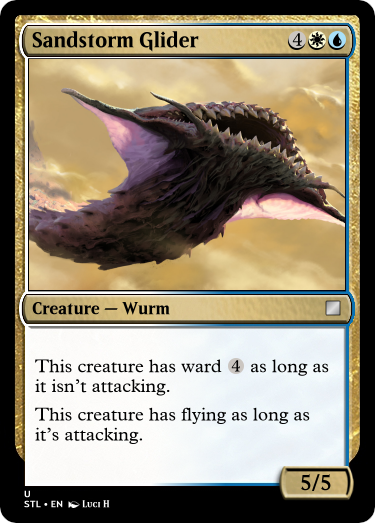 Sandstorm Glider 4
Creature — Wurm
This creature has ward 4 as long as
it isn't attacking.
This creature has flying as long as
it's attacking.
5/5
U
STL • EN Luci H